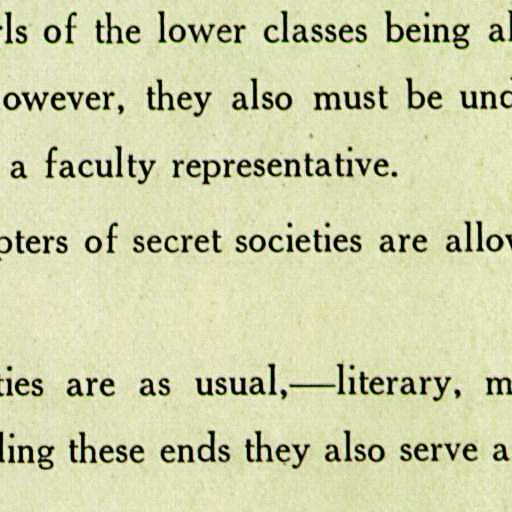 rls of the lower classes being al
owever, they also must be und
a faculty representative.
pters of secret societies are allow
ties are as usual,—literary, m
ling these ends they also serve a